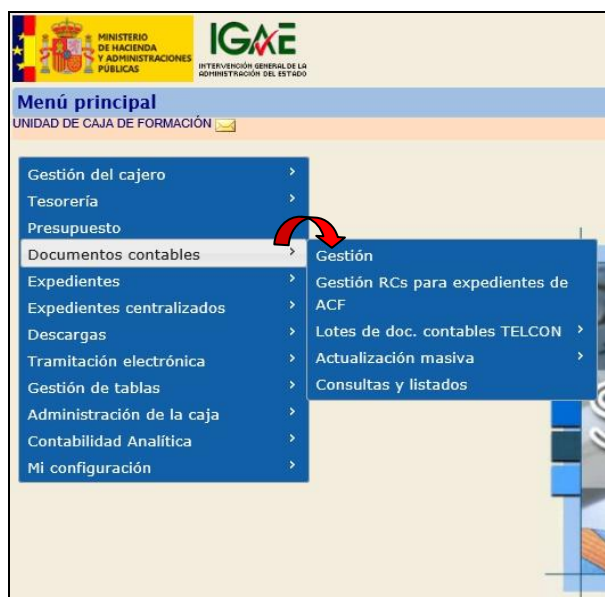 MINISTERIO
DE HACIENDA
Y ADMINISTRACIONES
PÚBLICAS
IGAE
INTERVENCIÓN GENERAL DE LA
ADMINISTRACIÓN DEL ESTADO
Menú principal
UNIDAD DE CAJA DE FORMACIÓN
Gestión del cajero
Tesorería
Presupuesto
Documentos contables
Expedientes
Expedientes centralizados
Descargas
Tramitación electrónica
Gestión de tablas
Administración de la caja
Contabilidad Analítica
Mi configuración
Gestión
Gestión RCs para expedientes de
ACF
Lotes de doc. contables TELCON
Actualización masiva
Consultas y listados